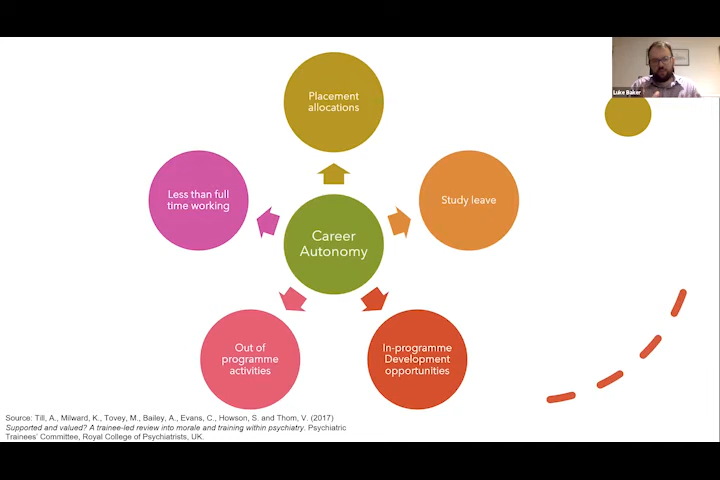 Luke Baker
Placement
allocations
Less than full
time working
Study leave
Career
Autonomy
Out of
programme
activities
In-programme
Development
opportunities
Source: Till, A., Milward, K., Tovey, M., Bailey, A., Evans, C., Howson, S. and Thom, V. (2017)
Supported and valued? A trainee-led review into morale and training within psychiatry. Psychiatric
Trainees' Committee, Royal College of Psychiatrists, UK.